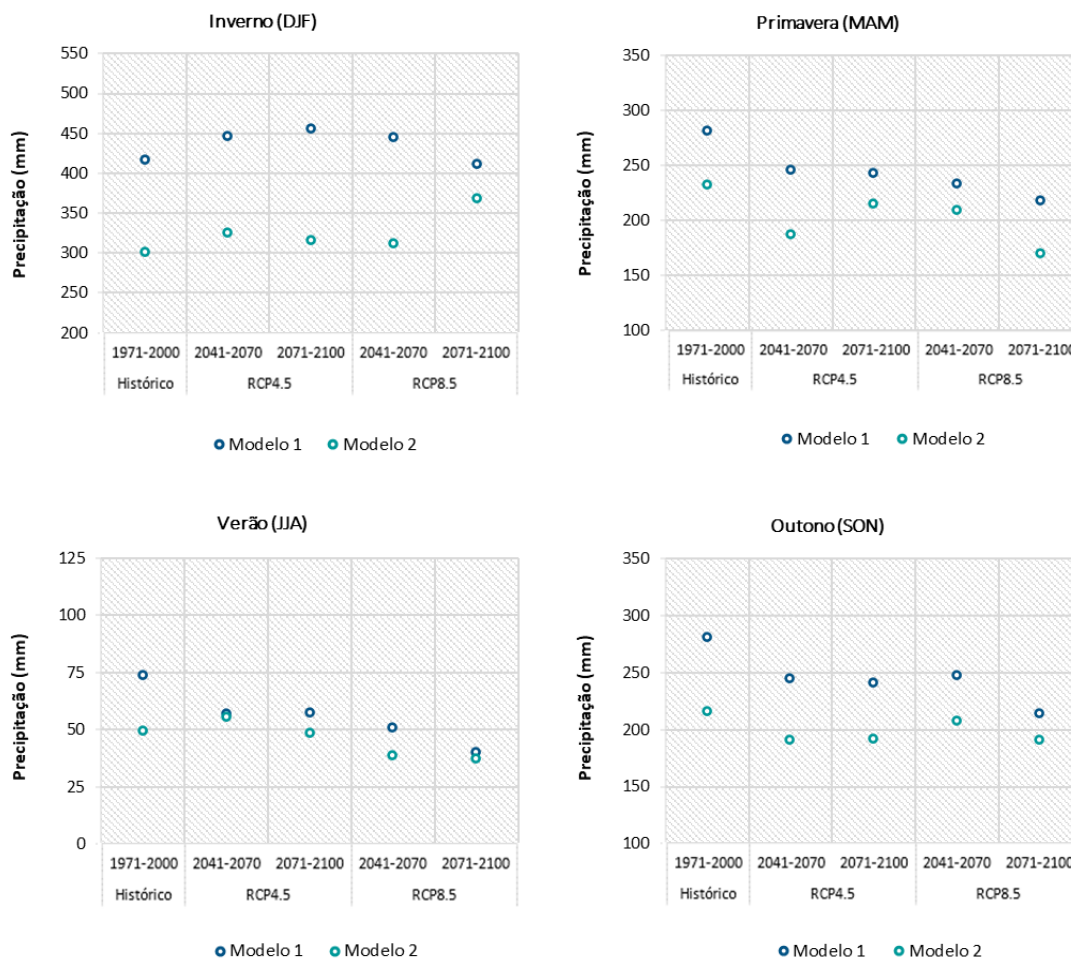 Inverno (DJF)
Precipitação (mm)
550
500
450
400
350
300
250
200
1971-2000 2041-2070 2071-2100 2041-2070 2071-2100
Histórico RCP4.5 RCP8.5
Modelo 1 Modelo 2
Primavera (MAM)
Precipitação (mm)
350
300
250
200
150
100
1971-2000 2041-2070 2071-2100 2041-2070 2071-2100
Histórico RCP4.5 RCP8.5
Modelo 1 Modelo 2
Verão (JJA)
Precipitação (mm)
125
100
75
50
25
0
1971-2000 2041-2070 2071-2100 2041-2070 2071-2100
Histórico RCP4.5 RCP8.5
Modelo 1 Modelo 2
Outono (SON)
Precipitação (mm)
350
300
250
200
150
100
1971-2000 2041-2070 2071-2100 2041-2070 2071-2100
Histórico RCP4.5 RCP8.5
Modelo 1 Modelo 2